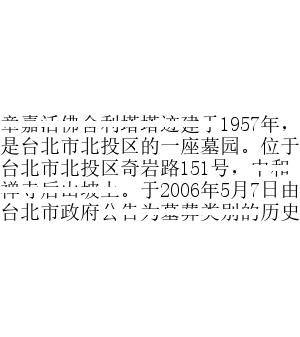 章嘉活佛舍利塔塔迹建于1957年，
是台北市北投区的一座墓园。位于
台北市北投区奇岩路151号，中和
禅寺后山坡上。于2006年5月7日由
台北市政府公告为墓葬类别的历史